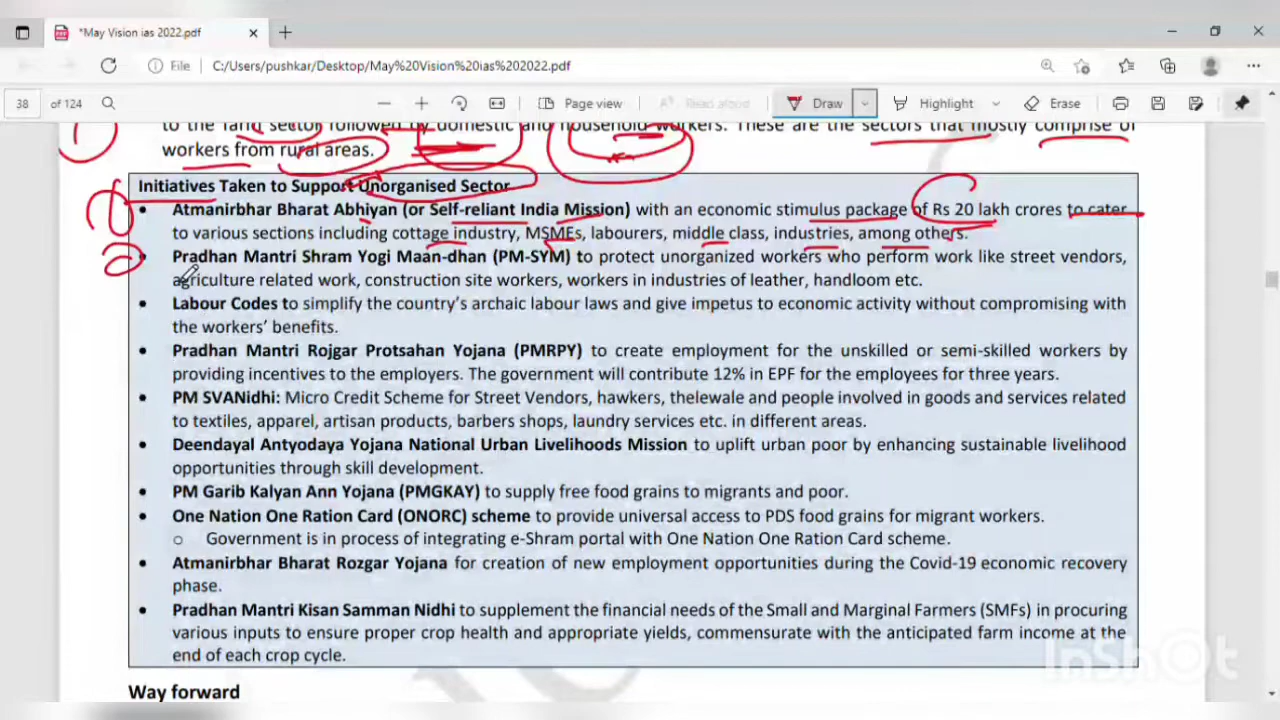 *May Vision ias 2022.pdf
File C:/Users/pushkar/Desktop/May%20Vision%20ias%202022.pdf
38 of 124 Page view Read aloud Draw Highlight Erase
to the land sector followed by domestic and household workers. These are the sectors that mostly comprise of
workers from rural areas.
Initiatives Taken to Support Unorganised Sector
• Atmanirbhar Bharat Abhiyan (or Self-reliant India Mission) with an economic stimulus package of Rs 20 lakh crores to cater
to various sections including cottage industry, MSMEs, labourers, middle class, industries, among others.
• Pradhan Mantri Shram Yogi Maan-dhan (PM-SYM) to protect unorganized workers who perform work like street vendors,
agriculture related work, construction site workers, workers in industries of leather, handloom etc.
• Labour Codes to simplify the country's archaic labour laws and give impetus to economic activity without compromising with
the workers' benefits.
• Pradhan Mantri Rojgar Protsahan Yojana (PMRPY) to create employment for the unskilled or semi-skilled workers by
providing incentives to the employers. The government will contribute 12% in EPF for the employees for three years.
• PM SVANidhi: Micro Credit Scheme for Street Vendors, hawkers, thelewale and people involved in goods and services related
to textiles, apparel, artisan products, barbers shops, laundry services etc. in different areas.
• Deendayal Antyodaya Yojana National Urban Livelihoods Mission to uplift urban poor by enhancing sustainable livelihood
opportunities through skill development.
• PM Garib Kalyan Ann Yojana (PMGKAY) to supply free food grains to migrants and poor.
• One Nation One Ration Card (ONORC) scheme to provide universal access to PDS food grains for migrant workers.
o Government is in process of integrating e-Shram portal with One Nation One Ration Card scheme.
• Atmanirbhar Bharat Rozgar Yojana for creation of new employment opportunities during the Covid-19 economic recovery
phase.
• Pradhan Mantri Kisan Samman Nidhi to supplement the financial needs of the Small and Marginal Farmers (SMFs) in procuring
various inputs to ensure proper crop health and appropriate yields, commensurate with the anticipated farm income at the
end of each crop cycle.
InShOt
Way forward